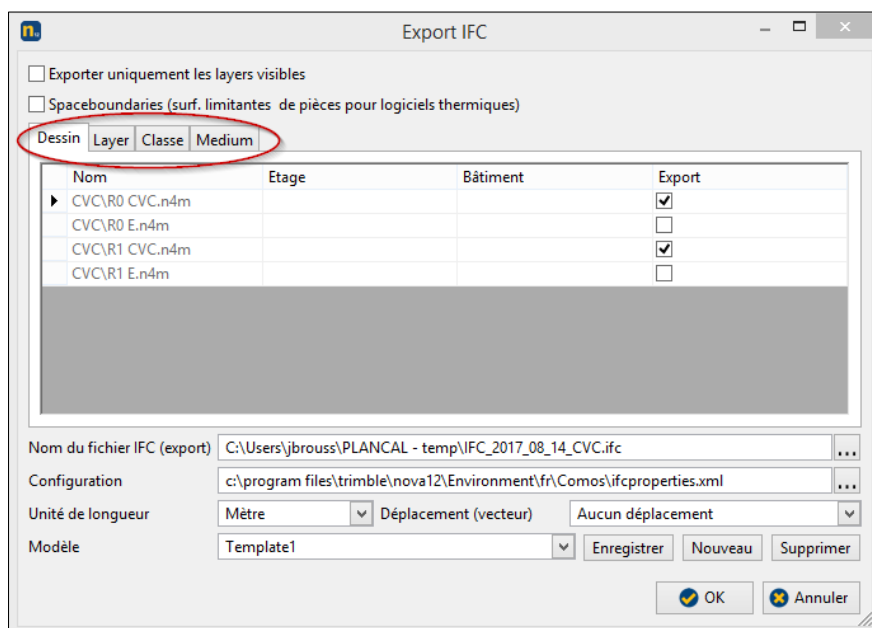 n.
Export IFC
Exporter uniquement les layers visibles
Spaceboundaries (surf. limitantes de pièces pour logiciels thermiques)
Dessin Layer Classe Medium
Nom Etage Bâtiment Export
CVC\R0 CVC.n4m
CVC\R0 E.n4m
CVC\R1 CVC.n4m
CVC\R1 E.n4m
Nom du fichier IFC (export) C:\Users\jbrouss\PLANCAL - temp\IFC_2017_08_14_CVC.ifc ...
Configuration c:\program files\trimble\nova12\Environment\fr\Comos\ifcproperties.xml ...
Unité de longueur Mètre Déplacement (vecteur) Aucun déplacement
Modèle Template1 Enregistrer Nouveau Supprimer
OK Annuler